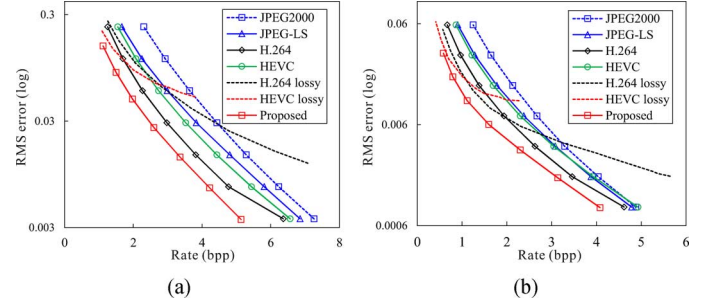 0.3
0.03
0.003
RMS error (log)
0 2 4 6 8
Rate (bpp)
JPEG2000
JPEG-LS
H.264
HEVC
H.264 lossy
HEVC lossy
Proposed
(a)
0.06
0.006
0.0006
RMS error (log)
0 1 2 3 4 5 6
Rate (bpp)
JPEG2000
JPEG-LS
H.264
HEVC
H.264 lossy
HEVC lossy
Proposed
(b)